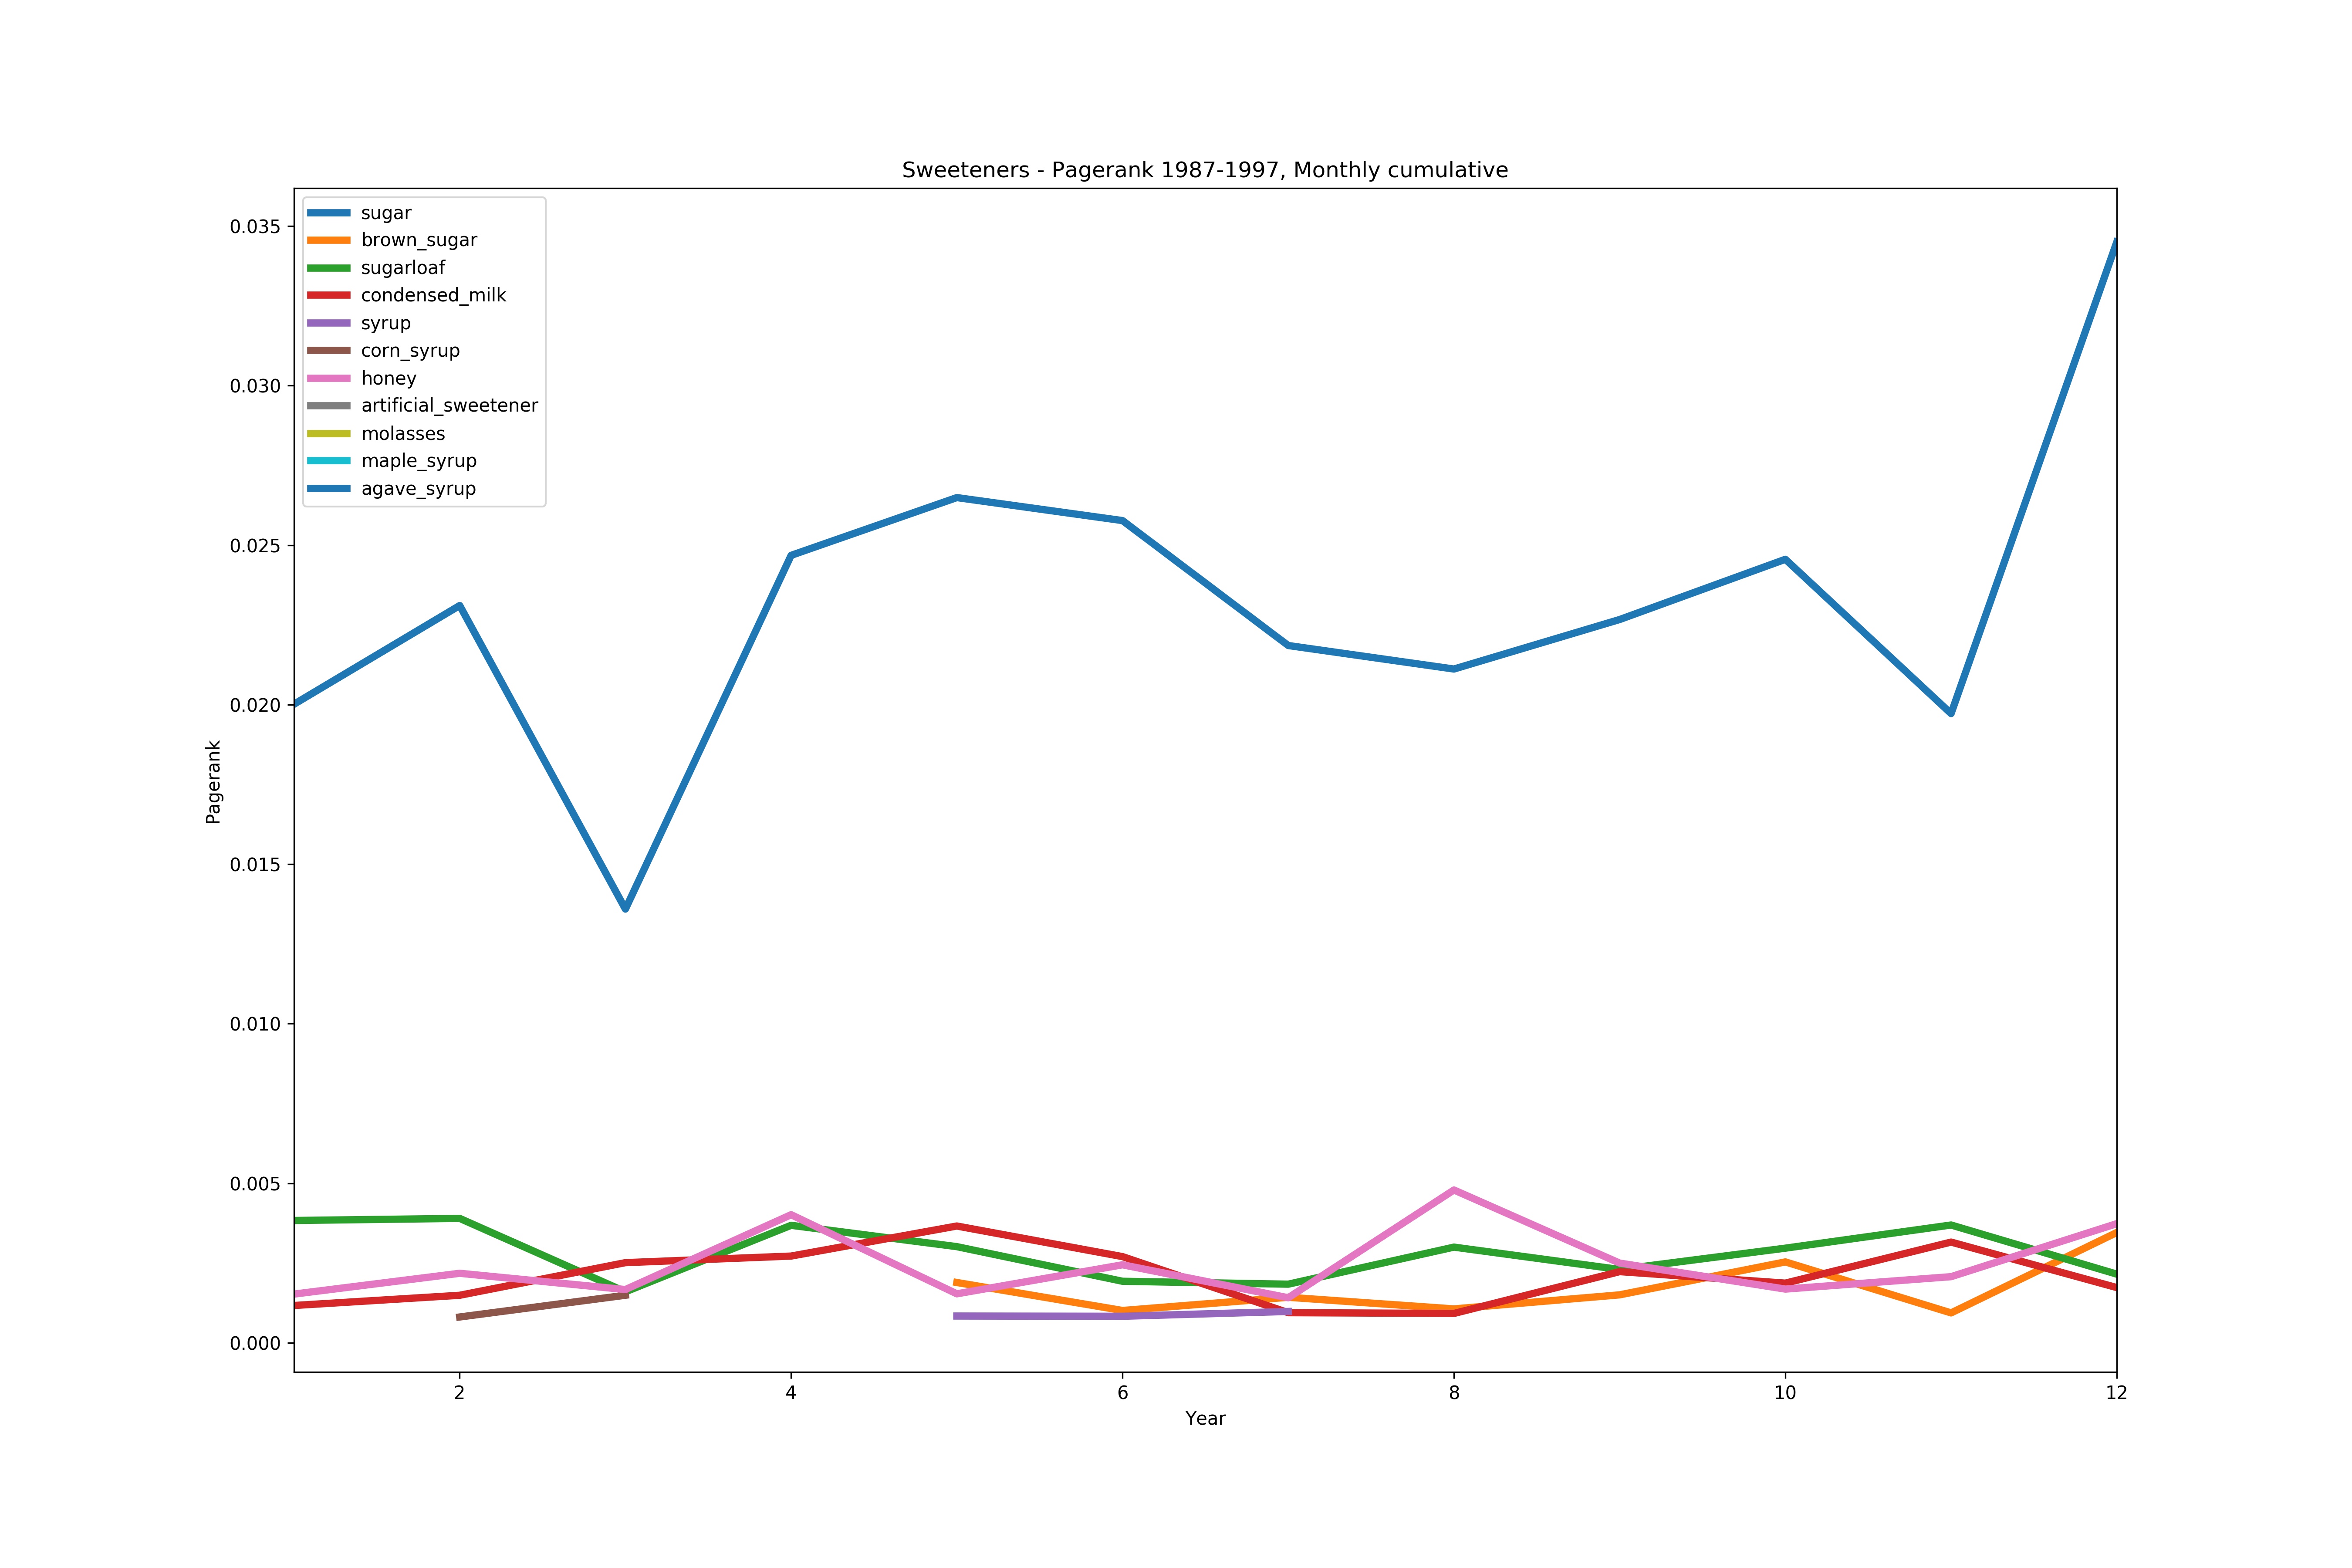 Sweeteners - Pagerank 1987-1997, Monthly cumulative
sugar
brown_sugar
sugarloaf
condensed_milk
syrup
corn_syrup
honey
artificial_sweetener
molasses
maple_syrup
agave_syrup
0.035
0.030
0.025
0.020
0.015
0.010
0.005
0.000
Pagerank
2 4 6 8 10 12
Year